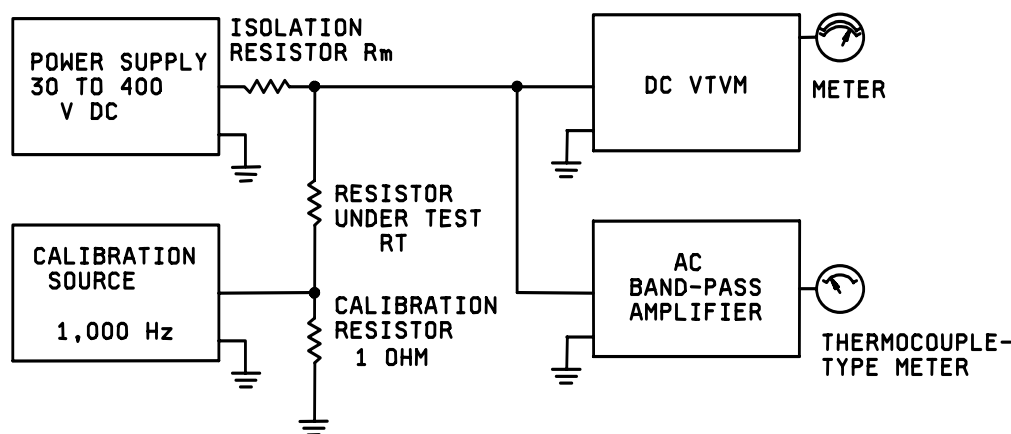 POWER SUPPLY
30 TO 400
V DC
ISOLATION
RESISTOR Rm
DC VTVM
METER
RESISTOR
UNDER TEST
RT
CALIBRATION
SOURCE
1,000 Hz
CALIBRATION
RESISTOR
1 OHM
AC
BAND-PASS
AMPLIFIER
THERMOCOUPLE-
TYPE METER